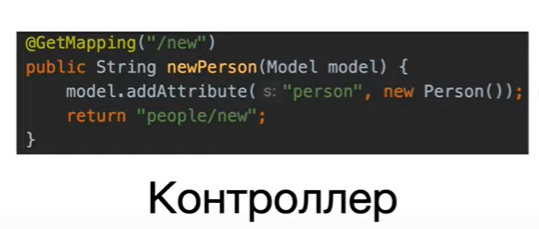 @GetMapping("/new")
public String newPerson(Model model) {
model.addAttribute( s: "person", new Person());
return "people/new";
}
Контроллер